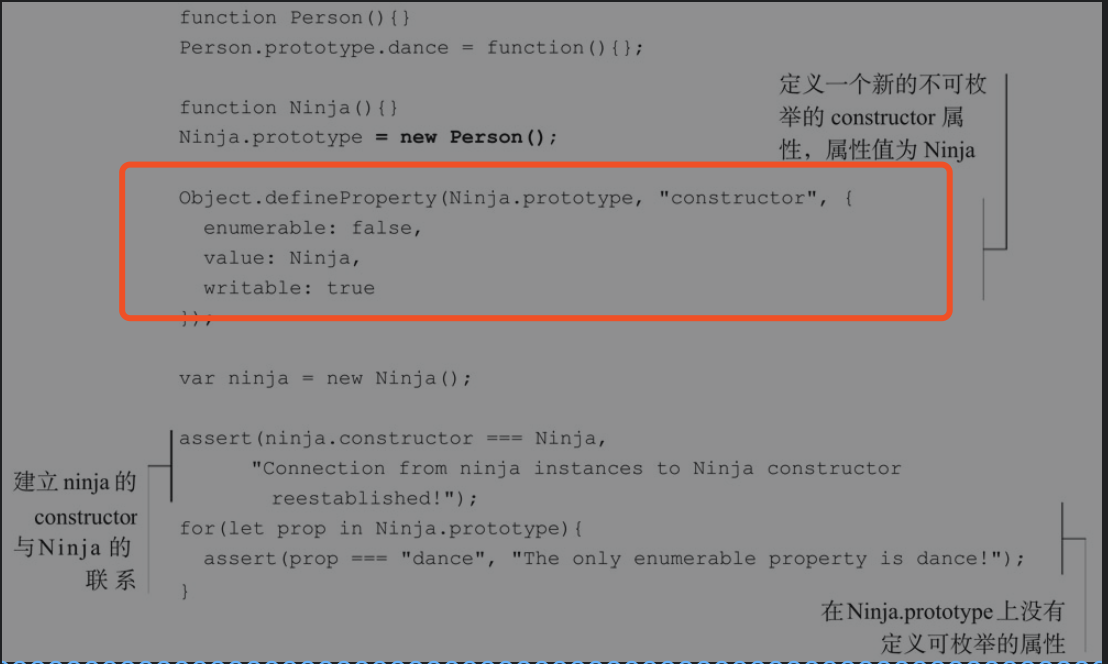 function Person(){}
Person.prototype.dance = function(){};
定义一个新的不可枚
举的 constructor 属
性，属性值为 Ninja
function Ninja(){}
Ninja.prototype = new Person();
Object.defineProperty(Ninja.prototype, "constructor", {
enumerable: false,
value: Ninja,
writable: true
});
var ninja = new Ninja();
assert(ninja.constructor === Ninja,
"Connection from ninja instances to Ninja constructor
reestablished!");
建立 ninja 的
constructor
与Ninja 的
联 系
for(let prop in Ninja.prototype){
assert(prop === "dance", "The only enumerable property is dance!");
}
在Ninja.prototype上没有
定义可枚举的属性